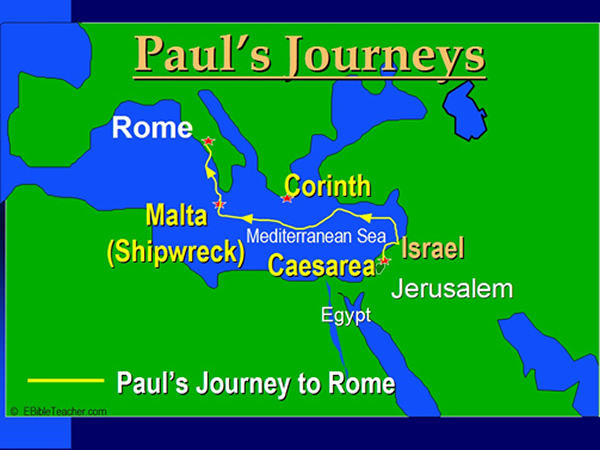 Paul's Journeys
Rome
Corinth
Malta
(Shipwreck)
Mediterranean Sea
Israel
Caesarea
Jerusalem
Egypt
Paul's Journey to Rome
© EBibleTeacher.com